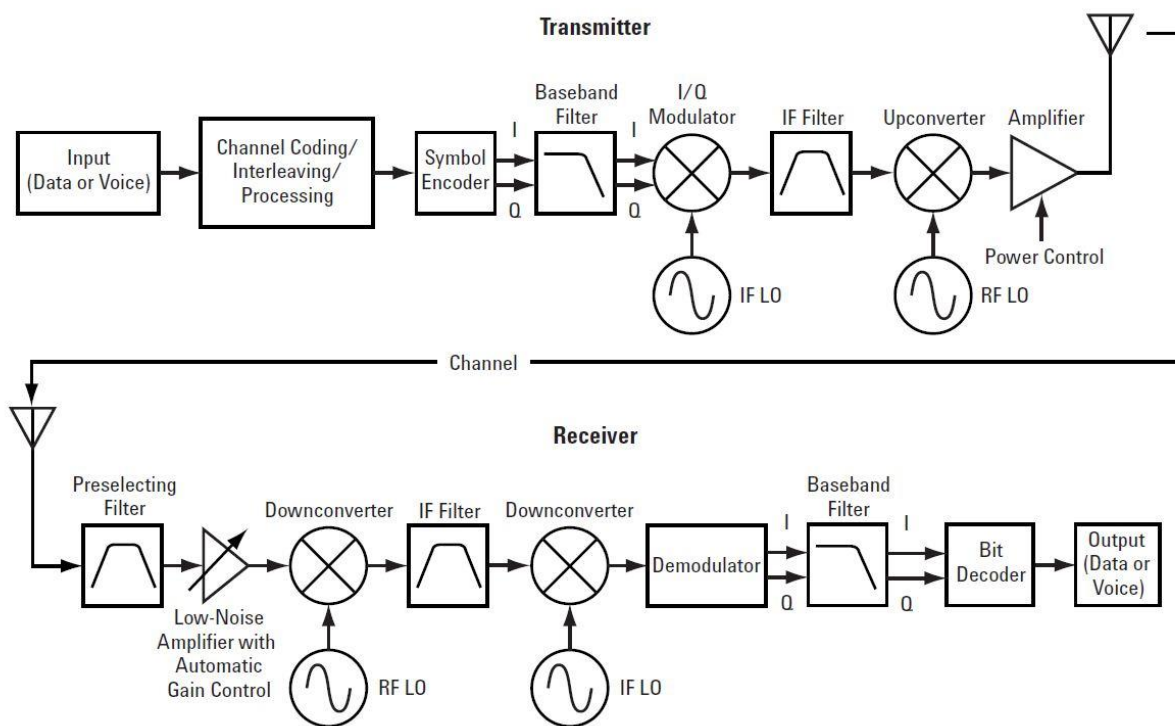 Transmitter
Baseband
Filter
I/Q
Modulator
IF Filter
Upconverter
Amplifier
Input
(Data or Voice)
Channel Coding/
Interleaving/
Processing
Symbol
Encoder
I
Q
I
Q
Power Control
IF LO
RF LO
Channel
Receiver
Preselecting
Filter
Downconverter
IF Filter
Downconverter
Baseband
Filter
Low-Noise
Amplifier with
Automatic
Gain Control
Demodulator
I
Q
I
Q
Bit
Decoder
Output
(Data or
Voice)
RF LO
IF LO